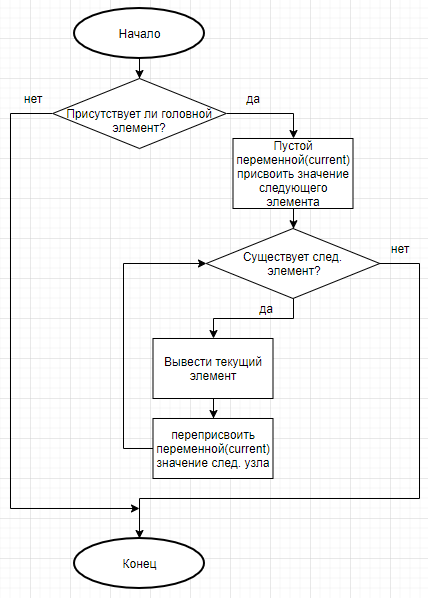 Начало
нет
да
Присутствует ли головной
элемент?
Пустой
переменной(current)
присвоить значение
следующего
элемента
Существует след.
элемент?
нет
да
Вывести текущий
элемент
переприсвоить
переменной(current)
значение след. узла
Конец